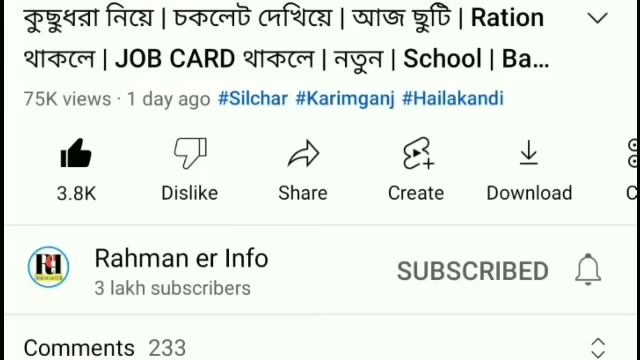 কুছুধরা নিয়ে | চকলেট দেখিয়ে | আজ ছুটি | Ration
থাকলে | JOB CARD থাকলে | নতুন | School | Ba...
75K views · 1 day ago #Silchar #Karimganj #Hailakandi
3.8K Dislike Share Create Download
Rahman er Info
SUBSCRIBED
3 lakh subscribers
Comments 233